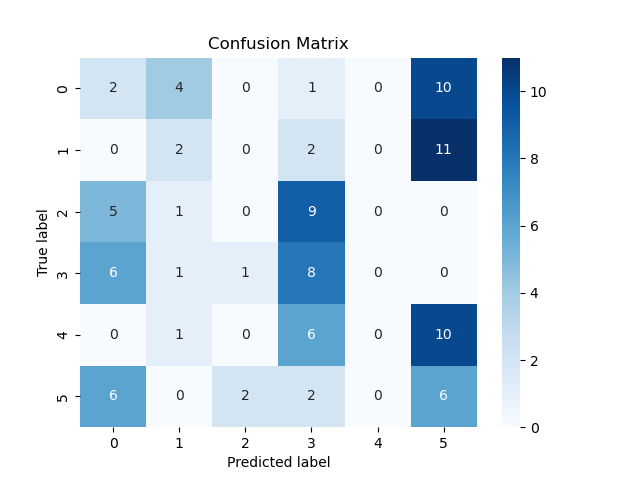 Confusion Matrix
0 2 4 0 1 0 10
1 0 2 0 2 0 11
2 5 1 0 9 0 0
3 6 1 1 8 0 0
4 0 1 0 6 0 10
5 6 0 2 2 0 6
0 1 2 3 4 5
True label
Predicted label
10
8
6
4
2
0